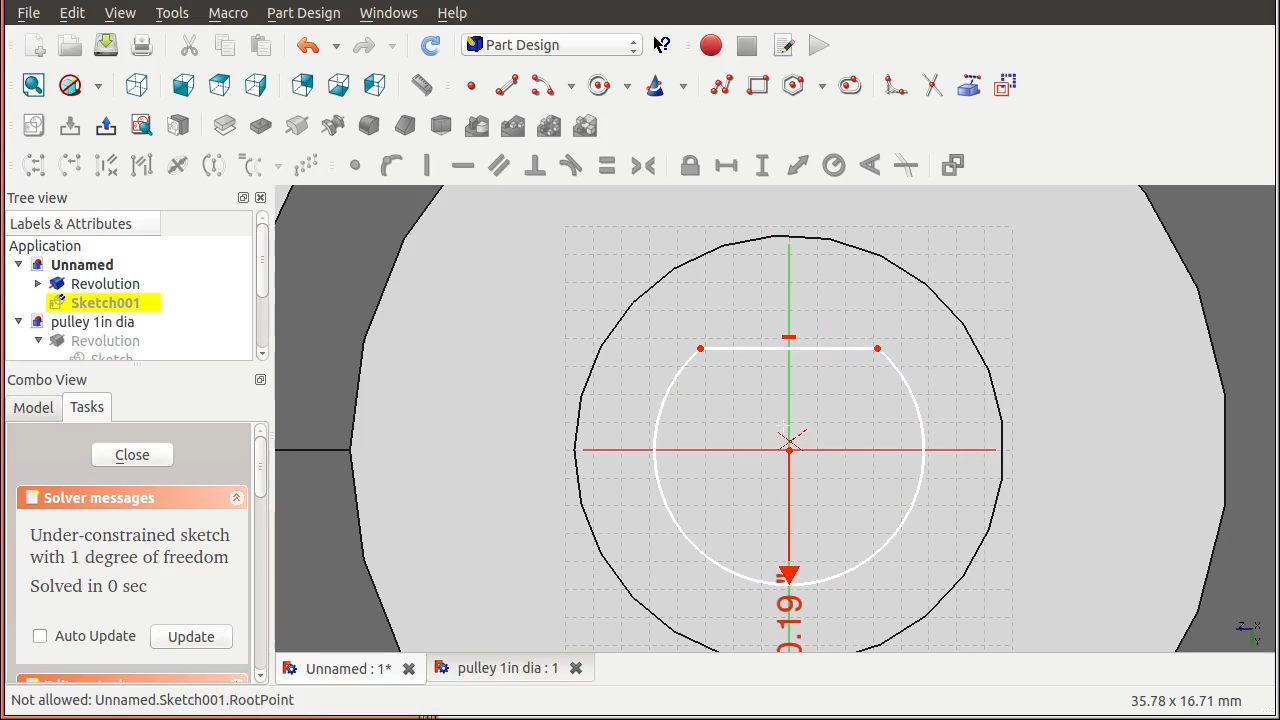 File Edit View Tools Macro Part Design Windows Help
Part Design
Tree view
Labels & Attributes
Application
Unnamed
Revolution
Sketch001
pulley 1in dia
Revolution
Sketch
Combo View
Model Tasks
Close
Solver messages
Under-constrained sketch
with 1 degree of freedom
Solved in 0 sec
Auto Update Update
0.19 "
Z X
Y
Unnamed : 1* pulley 1in dia : 1
Not allowed: Unnamed.Sketch001.RootPoint 35.78 x 16.71 mm